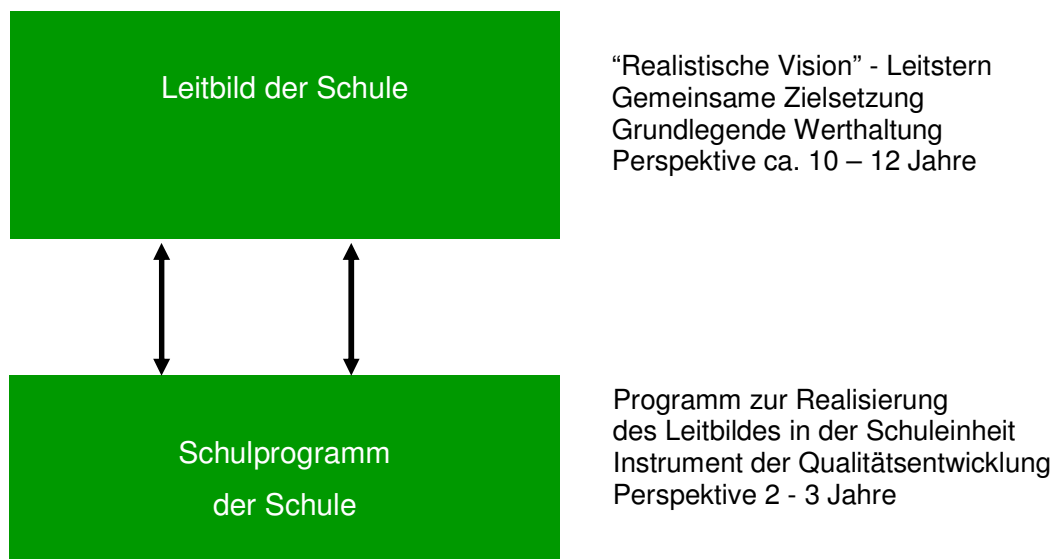 Leitbild der Schule
“Realistische Vision” - Leitstern
Gemeinsame Zielsetzung
Grundlegende Werthaltung
Perspektive ca. 10 – 12 Jahre
Schulprogramm
der Schule
Programm zur Realisierung
des Leitbildes in der Schuleinheit
Instrument der Qualitätsentwicklung
Perspektive 2 - 3 Jahre